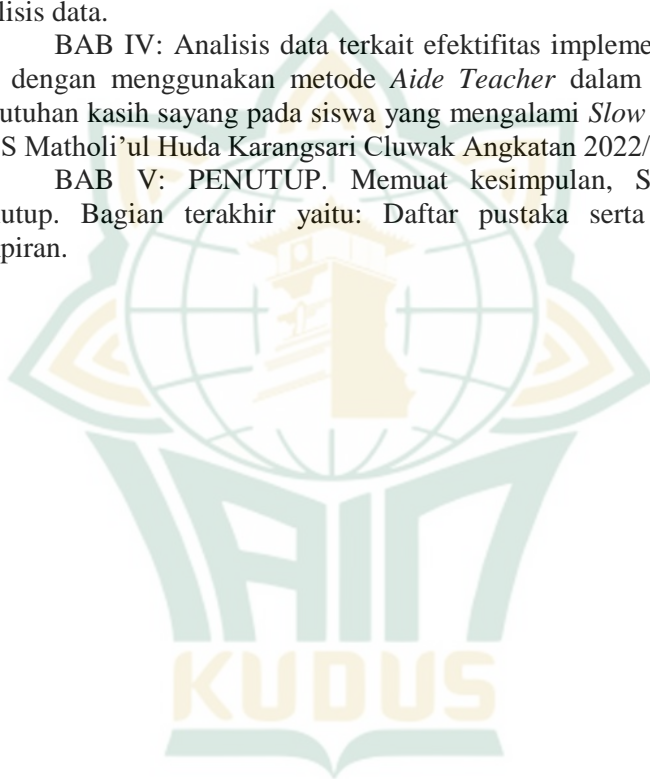 lisis data.
BAB IV: Analisis data terkait efektifitas impleme
dengan menggunakan metode Aide Teacher dalam
utuhan kasih sayang pada siswa yang mengalami Slow
S Matholi’ul Huda Karangsari Cluwak Angkatan 2022/
BAB V: PENUTUP. Memuat kesimpulan, S
utup. Bagian terakhir yaitu: Daftar pustaka serta
piran.
IAIN
KUDUS